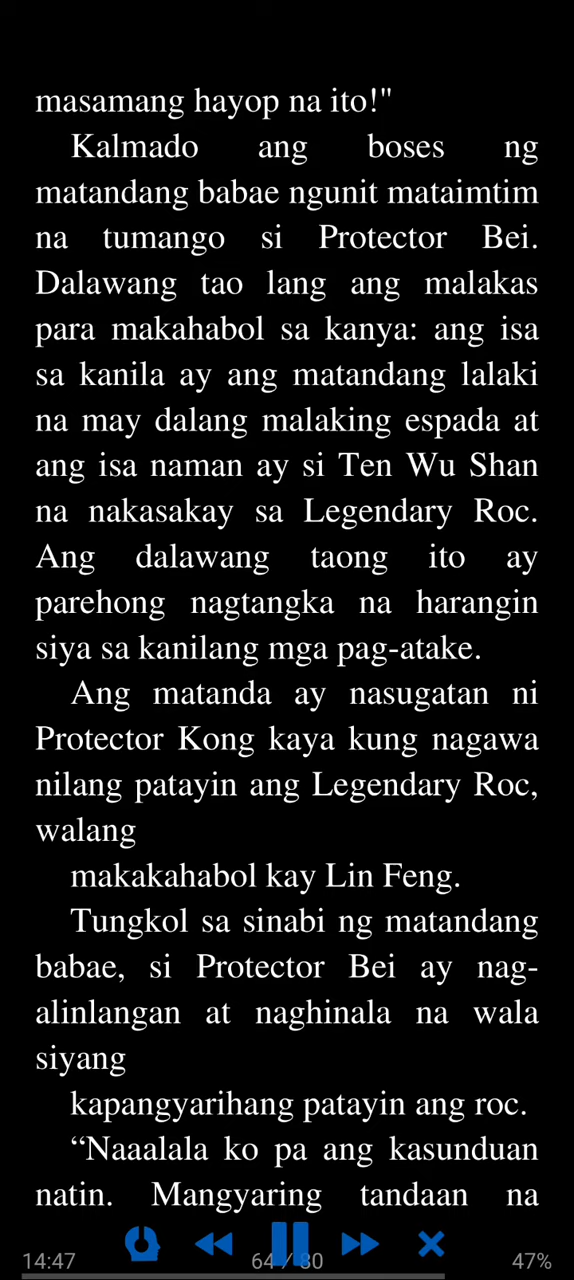 masamang hayop na ito!"
Kalmado ang boses ng
matandang babae ngunit mataimtim
na tumango si Protector Bei.
Dalawang tao lang ang malakas
para makahabol sa kanya: ang isa
sa kanila ay ang matandang lalaki
na may dalang malaking espada at
ang isa naman ay si Ten Wu Shan
na nakasakay sa Legendary Roc.
Ang dalawang taong ito ay
parehong nagtangka na harangin
siya sa kanilang mga pag-atake.
Ang matanda ay nasugatan ni
Protector Kong kaya kung nagawa
nilang patayin ang Legendary Roc,
walang
makakahabol kay Lin Feng.
Tungkol sa sinabi ng matandang
babae, si Protector Bei ay nag-
alinlangan at naghinala na wala
siyang
kapangyarihang patayin ang roc.
“Naaalala ko pa ang kasunduan
natin. Mangyaring tandaan na
14:47 64 / 80 47%